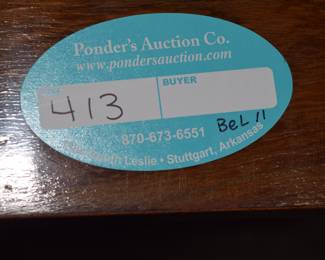 Ponder's Auction Co.
www.pondersauction.com
BUYER
413
870-673-6551
BeL 11
Leslie • Stuttgart, Arkansas